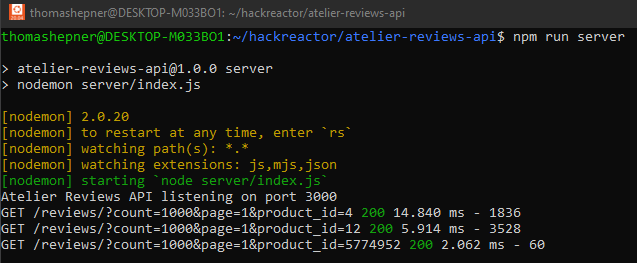 thomashepner@DESKTOP-M033BO1: ~/hackreactor/atelier-reviews-api
thomashepner@DESKTOP-M033BO1:~/hackreactor/atelier-reviews-api$ npm run server
> atelier-reviews-api@1.0.0 server
> nodemon server/index.js
[nodemon] 2.0.20
[nodemon] to restart at any time, enter `rs`
[nodemon] watching path(s): *.*
[nodemon] watching extensions: js,mjs,json
[nodemon] starting `node server/index.js`
Atelier Reviews API listening on port 3000
GET /reviews/?count=1000&page=1&product_id=4 200 14.840 ms - 1836
GET /reviews/?count=1000&page=1&product_id=12 200 5.914 ms - 3528
GET /reviews/?count=1000&page=1&product_id=5774952 200 2.062 ms - 60